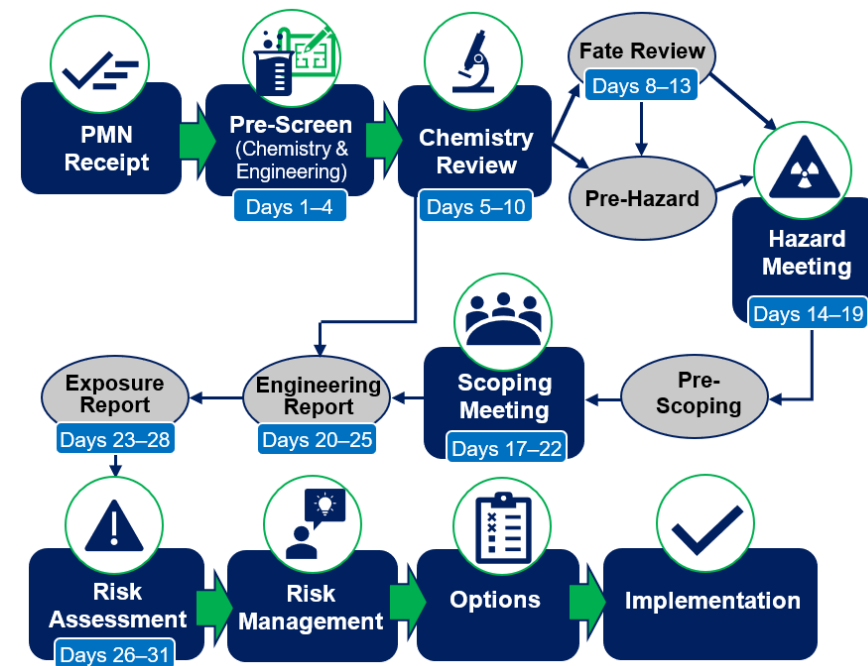 PMN
Receipt
Pre-Screen
(Chemistry &
Engineering)
Days 1–4
Chemistry
Review
Days 5–10
Fate Review
Days 8–13
Pre-Hazard
Hazard
Meeting
Days 14–19
Pre-
Scoping
Scoping
Meeting
Days 17–22
Engineering
Report
Days 20–25
Exposure
Report
Days 23–28
Risk
Assessment
Days 26–31
Risk
Management
Options
Implementation